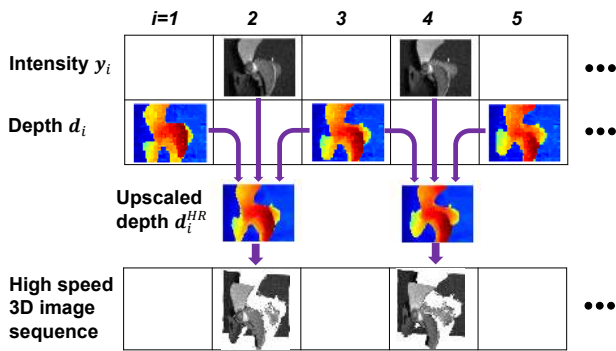 i=1 2 3 4 5
Intensity yᵢ
•••
Depth dᵢ
•••
Upscaled
depth dᵢᴴᴿ
High speed
3D image
sequence
•••